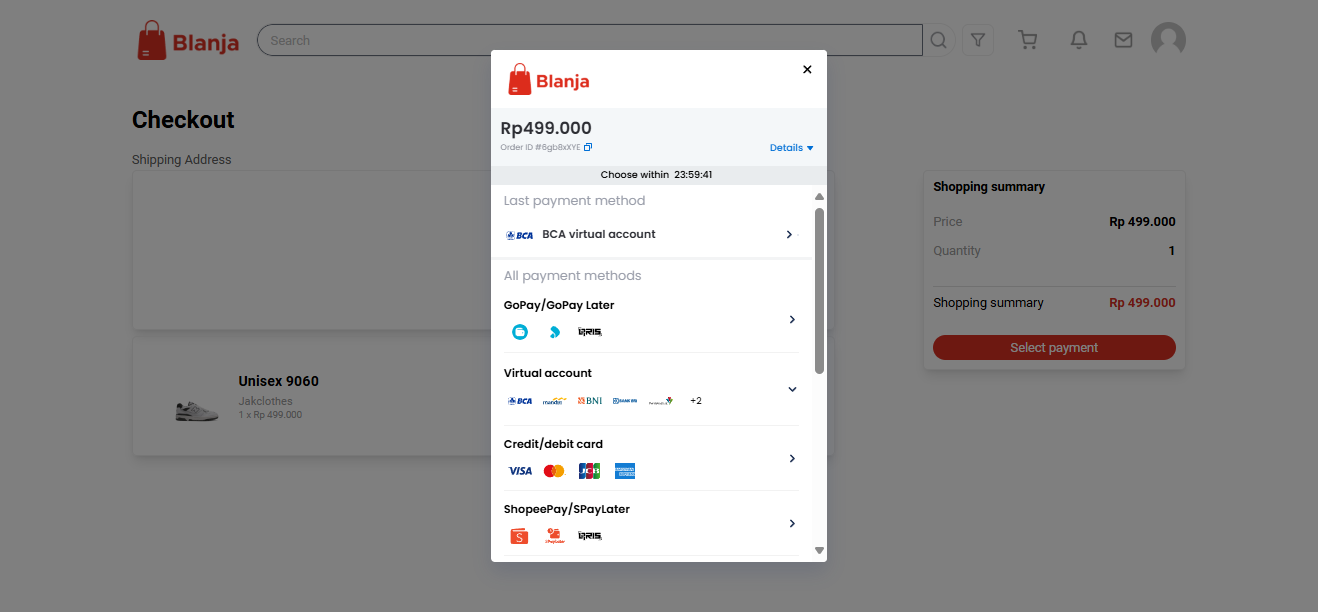 Blanja
Search
Checkout
Shipping Address
Unisex 9060
Jakclothes
1 x Rp 499.000
Shopping summary
Price Rp 499.000
Quantity 1
Shopping summary Rp 499.000
Select payment
Blanja
Rp499.000
Order ID #6gb8xXYE
Details
Choose within 23:59:41
Last payment method
BCA BCA virtual account
All payment methods
GoPay/GoPay Later
QRIS
Virtual account
BCA mandiri BNI BANK BRI +2
Credit/debit card
VISA JCB
ShopeePay/SPayLater
S SPayLater QRIS